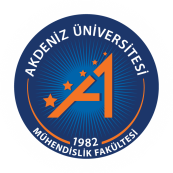 AKDENİZ ÜNİVERSİTESİ
1982
MÜHENDİSLİK FAKÜLTESİ